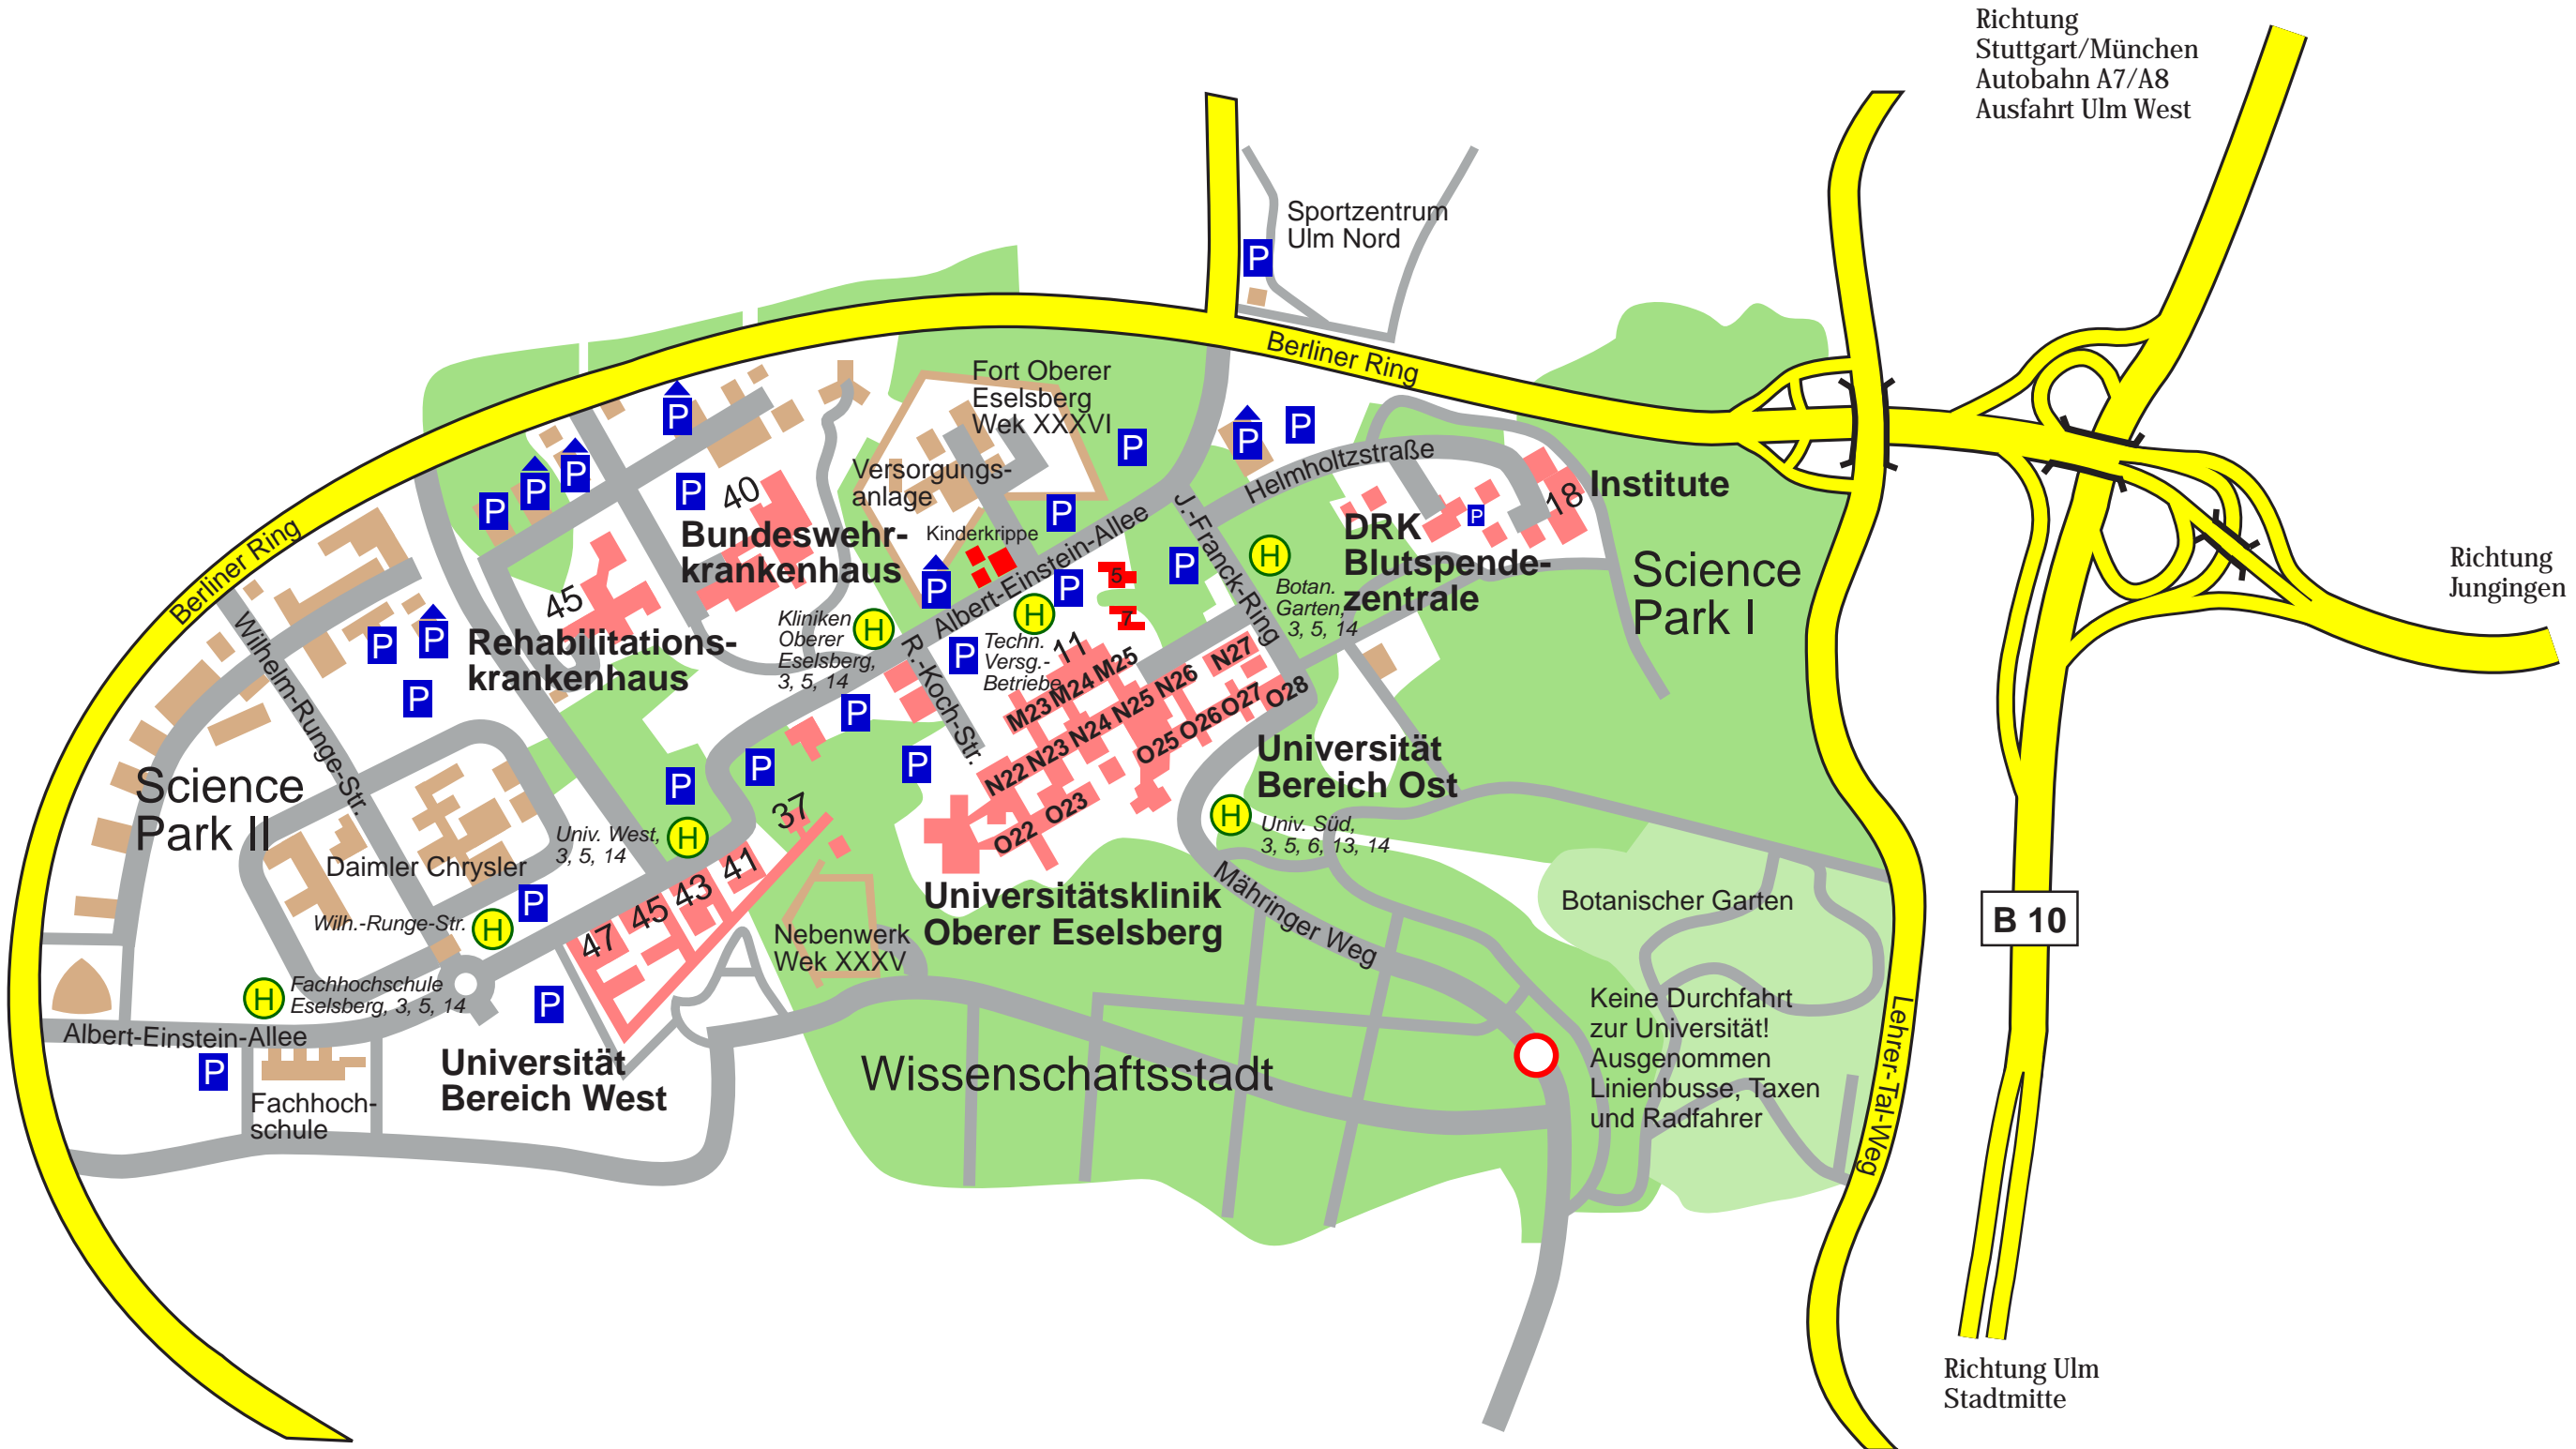 Richtung
Stuttgart/München
Autobahn A7/A8
Ausfahrt Ulm West
Sportzentrum
Ulm Nord
P
Berliner Ring
Fort Oberer
Eselsberg
Wek XXXVI
P
P
P
P
Helmholtzstraße
Versorgungs-
anlage
Institute
18
P
P
P
P
P
40
Bundeswehr-
krankenhaus
Kinderkrippe
P
P
Albert-Einstein-Allee
J.-Franck-Ring
DRK
Blutspende-
zentrale
P
Science
Park I
Richtung
Jungingen
Berliner Ring
H
Botan.
Garten,
3, 5, 14
P
P
5
7
45
Rehabilitations-
krankenhaus
Kliniken
Oberer
Eselsberg,
3, 5, 14
H
H
Techn.
Versg.-
Betriebe
P
R.-Koch-Str.
11
P
P
P
Wilhelm-Runge-Str.
M23
M24
M25
N22
N23
N24
N25
N26
N27
O22
O23
O25
O26
O27
O28
P
P
P
P
Universität
Bereich Ost
Science
Park II
37
Univ. West,
3, 5, 14
H
H
Univ. Süd,
3, 5, 6, 13, 14
Daimler Chrysler
41
43
45
47
P
Wilh.-Runge-Str.
H
Universitätsklinik
Oberer Eselsberg
Mähringer Weg
Botanischer Garten
B 10
Nebenwerk
Wek XXXV
H
Fachhochschule
Eselsberg, 3, 5, 14
P
Albert-Einstein-Allee
P
Keine Durchfahrt
zur Universität!
Ausgenommen
Linienbusse, Taxen
und Radfahrer
Lehrer-Tal-Weg
Universität
Bereich West
Wissenschaftsstadt
Fachhoch-
schule
Richtung Ulm
Stadtmitte